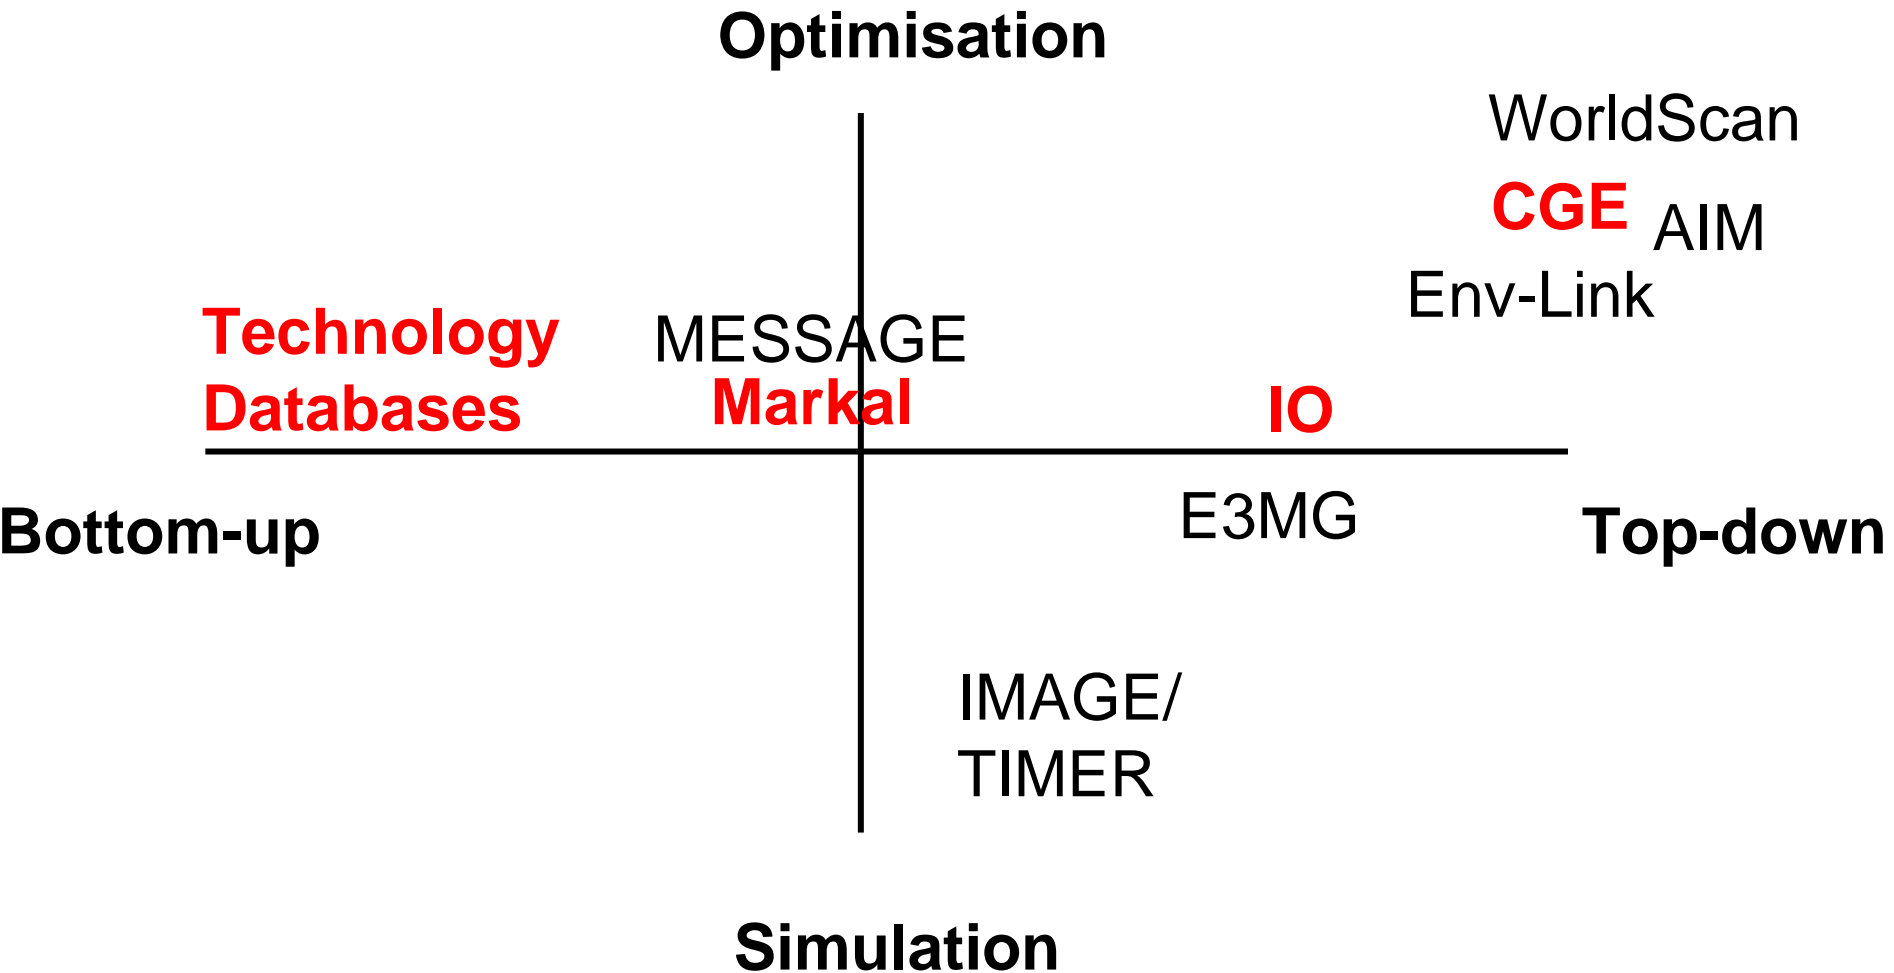 Optimisation
WorldScan
CGE AIM
Env-Link
Technology
Databases
MESSAGE
Markal
IO
Bottom-up
E3MG
Top-down
IMAGE/
TIMER
Simulation